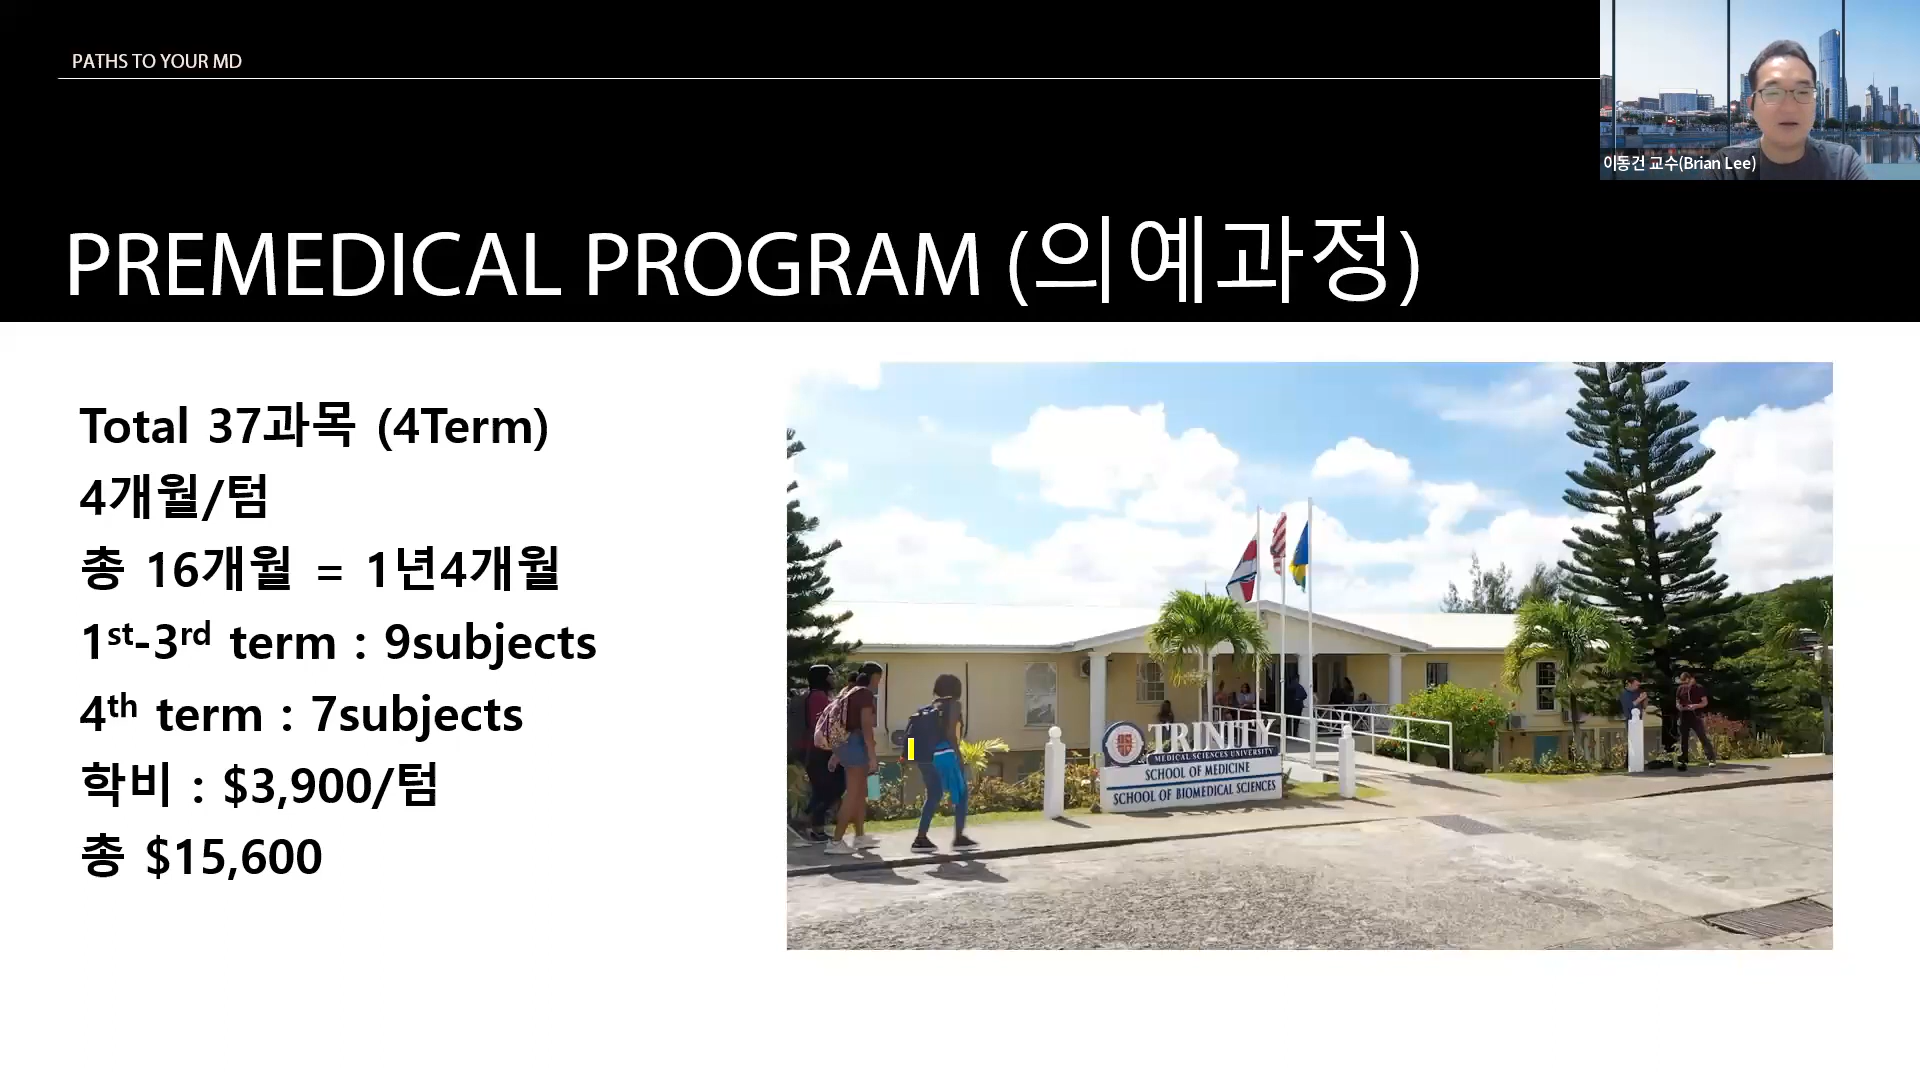 PATHS TO YOUR MD
이동건 교수(Brian Lee)
PREMEDICAL PROGRAM (의예과정)
Total 37과목 (4Term)
4개월/텀
총 16개월 = 1년4개월
1st-3rd term : 9subjects
4th term : 7subjects
학비 : $3,900/텀
총 $15,600
TRINITY
MEDICAL SCIENCES UNIVERSITY
SCHOOL OF MEDICINE
SCHOOL OF BIOMEDICAL SCIENCES